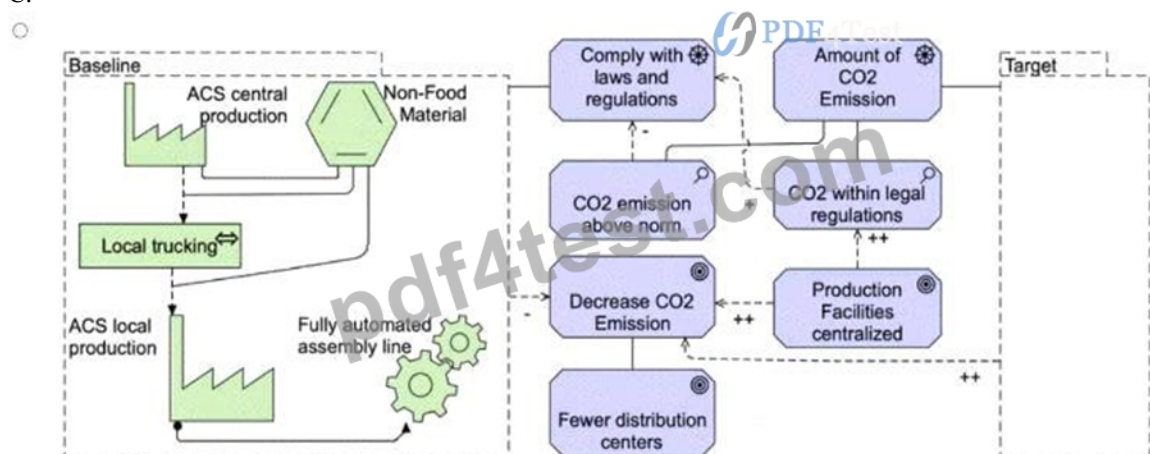 C.
PDF4Test
Baseline
ACS central
production
Non-Food
Material
Local trucking
ACS local
production
Fully automated
assembly line
Comply with
laws and
regulations
Amount of
CO2
Emission
Target
-
CO2 emission
above norm
+
CO2 within legal
regulations
++
-
Decrease CO2
Emission
++
Production
Facilities
centralized
++
Fewer distribution
centers
pdf4test.com